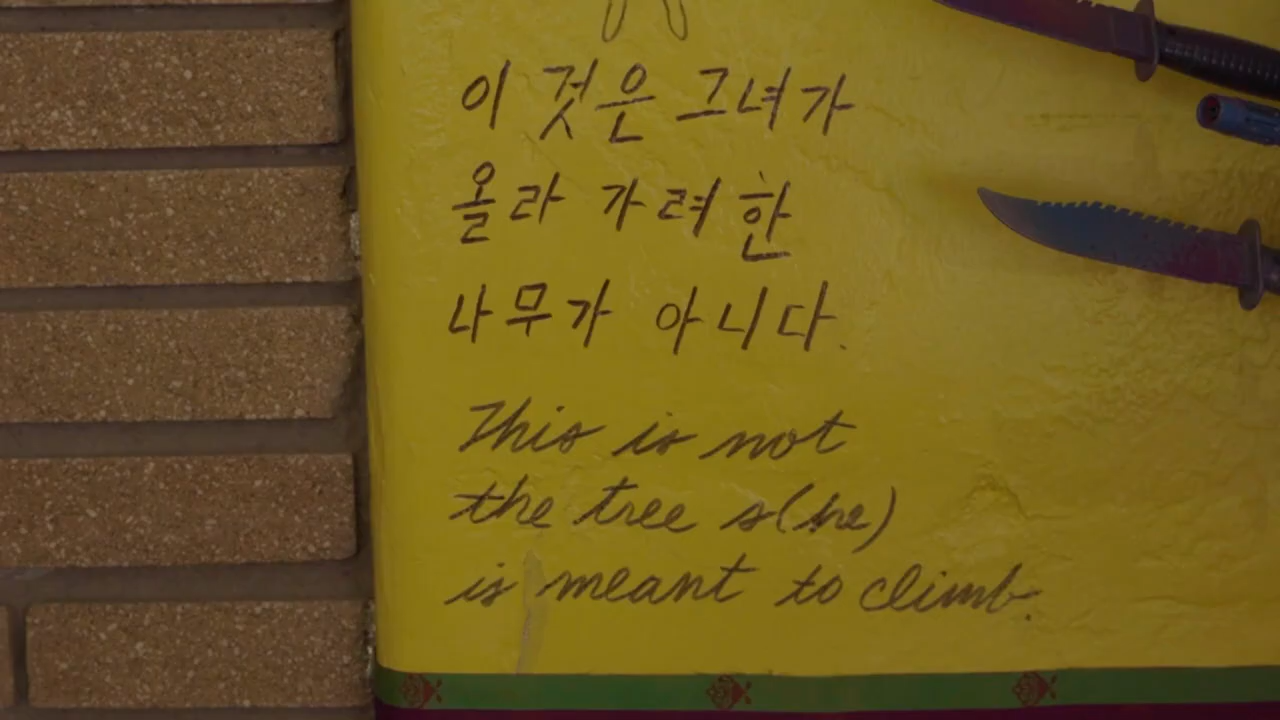 이 것은 그녀가
올라 가려 한
나무가 아니다.
This is not
the tree s(he)
is meant to climb.